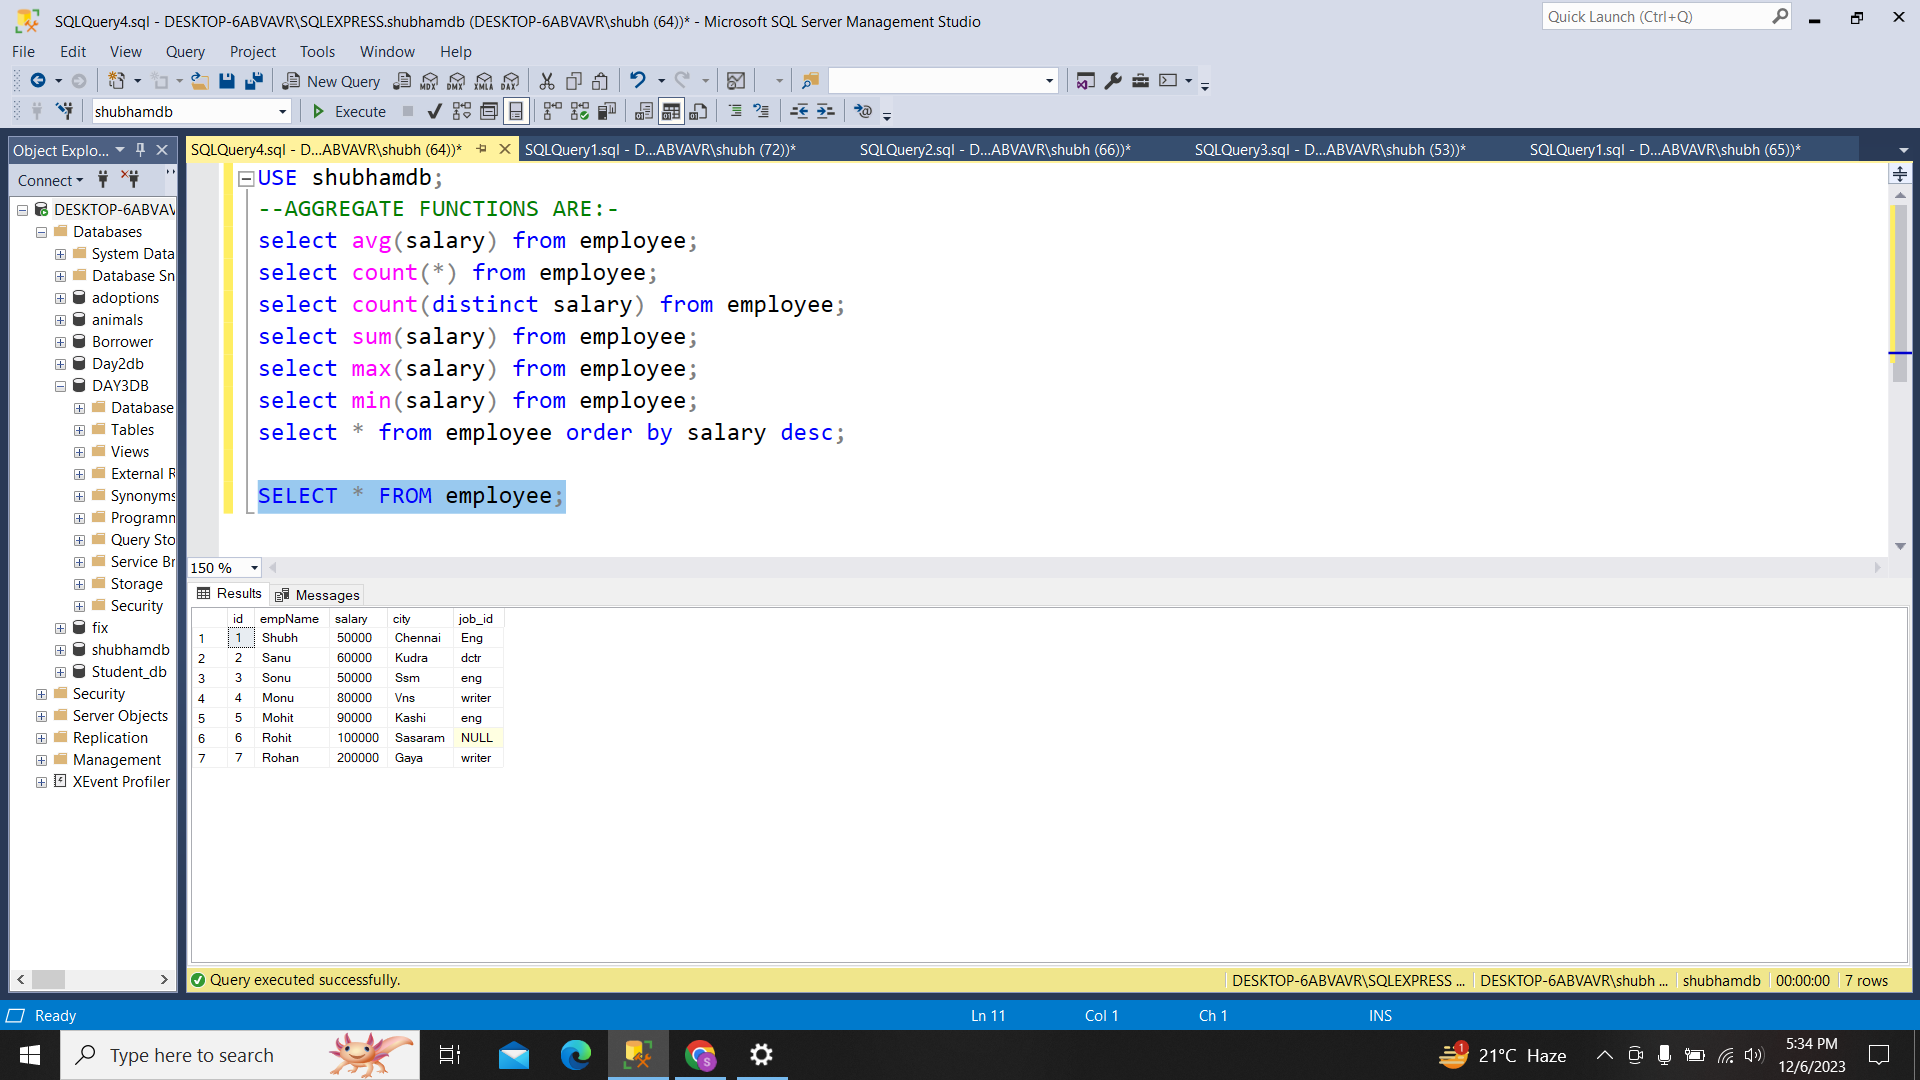 SQLQuery4.sql - DESKTOP-6ABVAVR\SQLEXPRESS.shubhamdb (DESKTOP-6ABVAVR\shubh (64))* - Microsoft SQL Server Management Studio
Quick Launch (Ctrl+Q)
File Edit View Query Project Tools Window Help
New Query MDX DMX XMLA DAX
shubhamdb Execute
Object Explo...
SQLQuery4.sql - D...ABVAVR\shubh (64))* SQLQuery1.sql - D...ABVAVR\shubh (72))* SQLQuery2.sql - D...ABVAVR\shubh (66))* SQLQuery3.sql - D...ABVAVR\shubh (53))* SQLQuery1.sql - D...ABVAVR\shubh (65))*
Connect
DESKTOP-6ABVAV
Databases
System Data
Database Sn
adoptions
animals
Borrower
Day2db
DAY3DB
Database
Tables
Views
External R
Synonyms
Programm
Query Sto
Service Br
Storage
Security
fix
shubhamdb
Student_db
Security
Server Objects
Replication
Management
XEvent Profiler
USE shubhamdb;
--AGGREGATE FUNCTIONS ARE:-
select avg(salary) from employee;
select count(*) from employee;
select count(distinct salary) from employee;
select sum(salary) from employee;
select max(salary) from employee;
select min(salary) from employee;
select * from employee order by salary desc;
SELECT * FROM employee;
150 %
Results Messages
id empName salary city job_id
1 1 Shubh 50000 Chennai Eng
2 2 Sanu 60000 Kudra dctr
3 3 Sonu 50000 Ssm eng
4 4 Monu 80000 Vns writer
5 5 Mohit 90000 Kashi eng
6 6 Rohit 100000 Sasaram NULL
7 7 Rohan 200000 Gaya writer
Query executed successfully. DESKTOP-6ABVAVR\SQLEXPRESS ... DESKTOP-6ABVAVR\shubh ... shubhamdb 00:00:00 7 rows
Ready Ln 11 Col 1 Ch 1 INS
Type here to search
S
1
21°C Haze
5:34 PM
12/6/2023